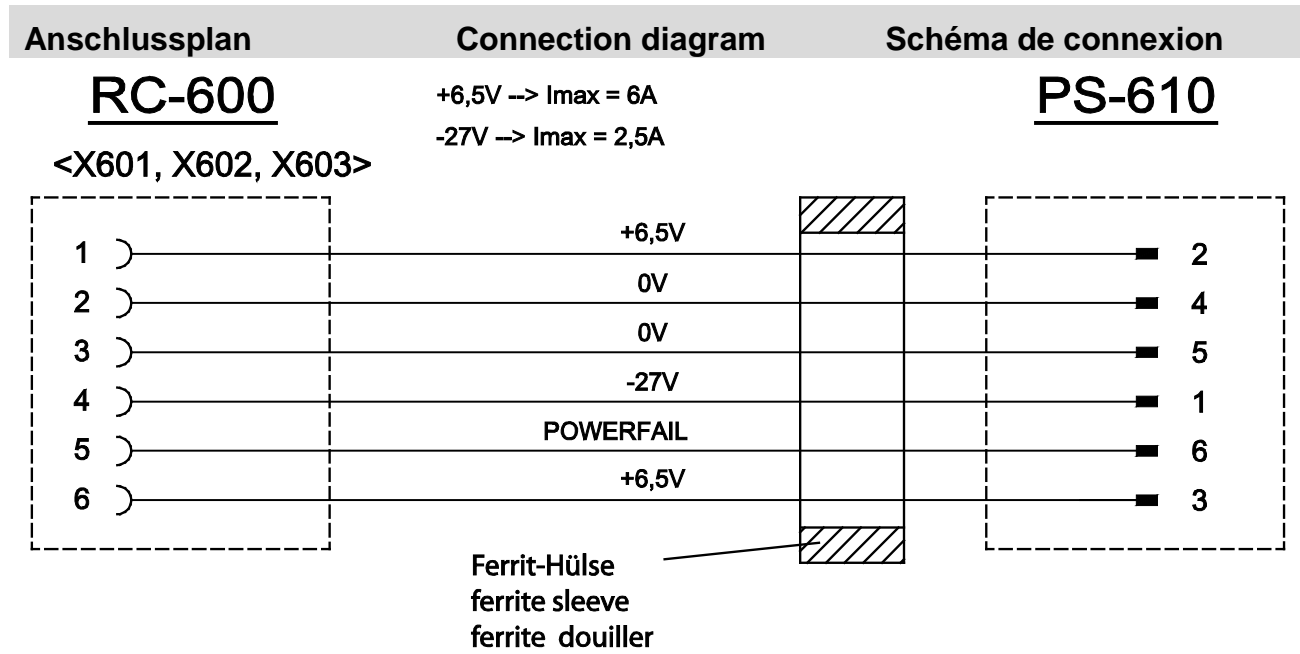 Anschlussplan Connection diagram Schéma de connexion
RC-600 +6,5V --> Imax = 6A PS-610
-27V --> Imax = 2,5A
<X601, X602, X603>
1 +6,5V 2
2 0V 4
3 0V 5
4 -27V 1
5 POWERFAIL 6
6 +6,5V 3
Ferrit-Hülse
ferrite sleeve
ferrite douiller